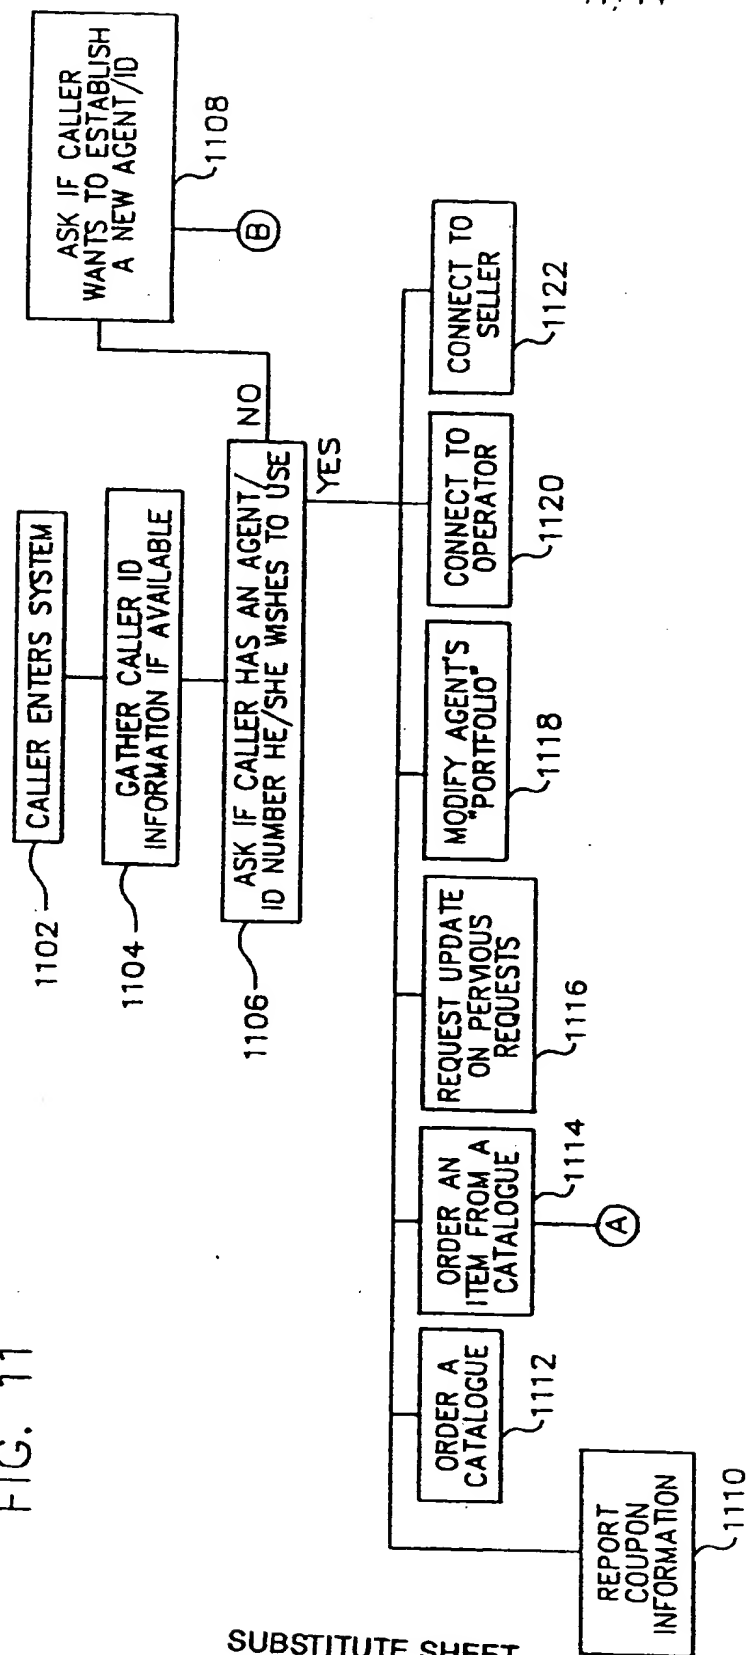 FIG. 11
1102
CALLER ENTERS SYSTEM
1104
GATHER CALLER ID
INFORMATION IF AVAILABLE
1106
ASK IF CALLER HAS AN AGENT/
ID NUMBER HE/SHE WISHES TO USE
NO
YES
ASK IF CALLER
WANTS TO ESTABLISH
A NEW AGENT/ID
1108
B
REPORT
COUPON
INFORMATION
1110
ORDER A
CATALOGUE
1112
ORDER AN
ITEM FROM A
CATALOGUE
1114
A
REQUEST UPDATE
ON PERVIOUS
REQUESTS
1116
MODIFY AGENT'S
"PORTFOLIO"
1118
CONNECT TO
OPERATOR
1120
CONNECT TO
SELLER
1122
SUBSTITUTE SHEET